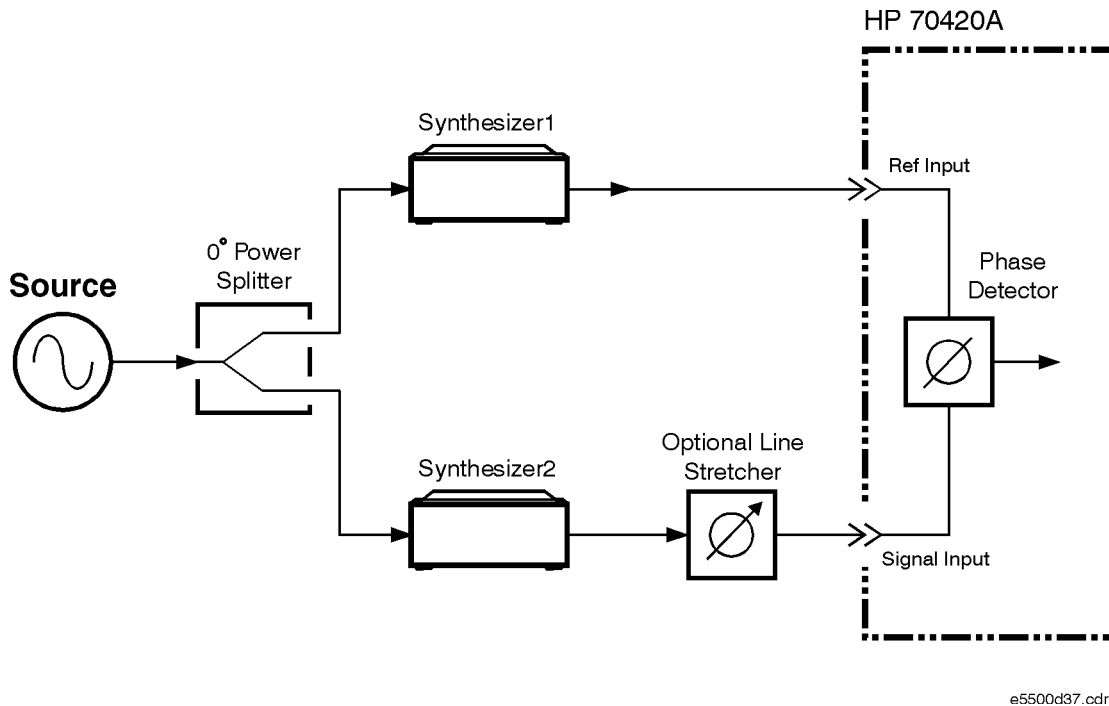 HP 70420A
Synthesizer1
Ref Input
0° Power
Splitter
Source
Phase
Detector
Synthesizer2
Optional Line
Stretcher
Signal Input
e5500d37.cdr